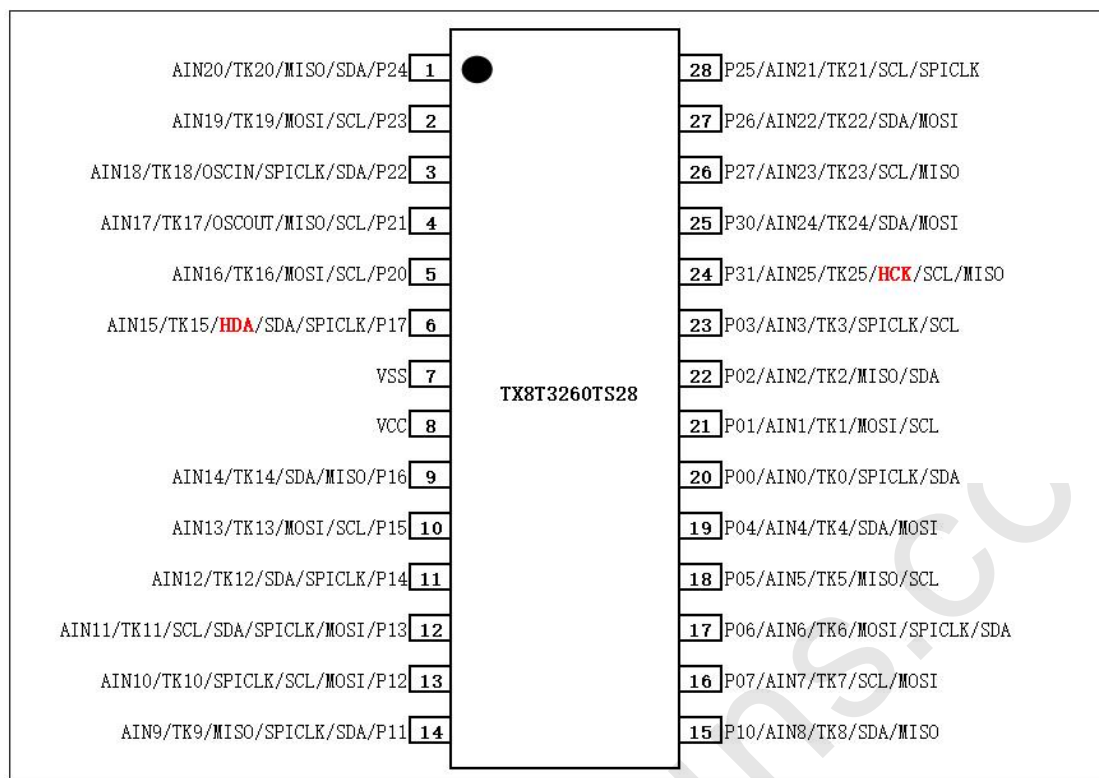 AIN20/TK20/MISO/SDA/P24 1 28 P25/AIN21/TK21/SCL/SPICLK
AIN19/TK19/MOSI/SCL/P23 2 27 P26/AIN22/TK22/SDA/MOSI
AIN18/TK18/OSCIN/SPICLK/SDA/P22 3 26 P27/AIN23/TK23/SCL/MISO
AIN17/TK17/OSCOUT/MISO/SCL/P21 4 25 P30/AIN24/TK24/SDA/MOSI
AIN16/TK16/MOSI/SCL/P20 5 24 P31/AIN25/TK25/HCK/SCL/MISO
AIN15/TK15/HDA/SDA/SPICLK/P17 6 23 P03/AIN3/TK3/SPICLK/SCL
VSS 7 22 P02/AIN2/TK2/MISO/SDA
TX8T3260TS28
VCC 8 21 P01/AIN1/TK1/MOSI/SCL
AIN14/TK14/SDA/MISO/P16 9 20 P00/AIN0/TK0/SPICLK/SDA
AIN13/TK13/MOSI/SCL/P15 10 19 P04/AIN4/TK4/SDA/MOSI
AIN12/TK12/SDA/SPICLK/P14 11 18 P05/AIN5/TK5/MISO/SCL
AIN11/TK11/SCL/SDA/SPICLK/MOSI/P13 12 17 P06/AIN6/TK6/MOSI/SPICLK/SDA
AIN10/TK10/SPICLK/SCL/MOSI/P12 13 16 P07/AIN7/TK7/SCL/MOSI
AIN9/TK9/MISO/SPICLK/SDA/P11 14 15 P10/AIN8/TK8/SDA/MISO